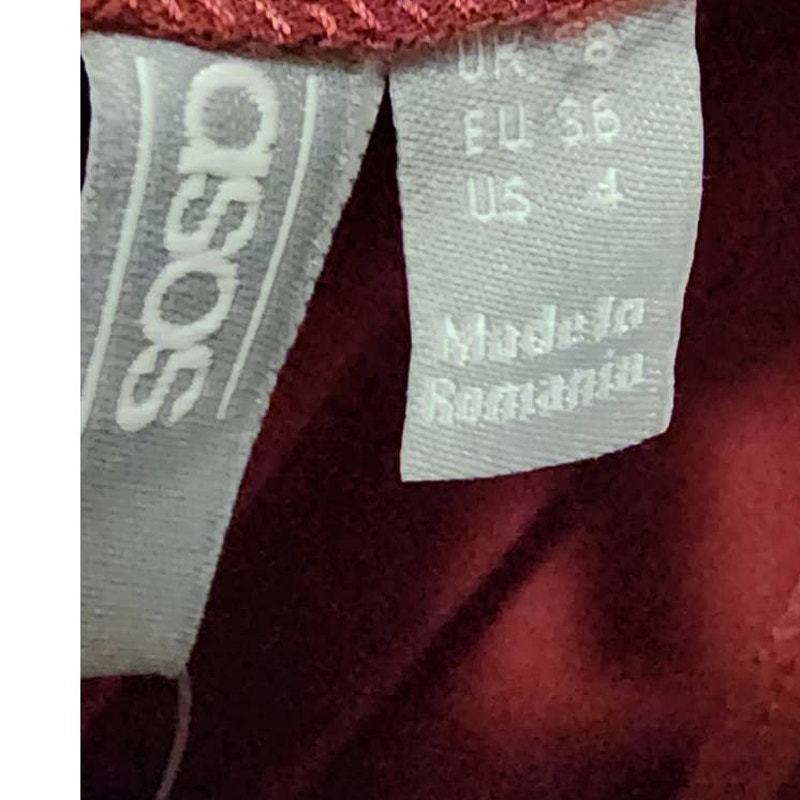 asos
UK 8
EU 36
US 4
Made In
Romania